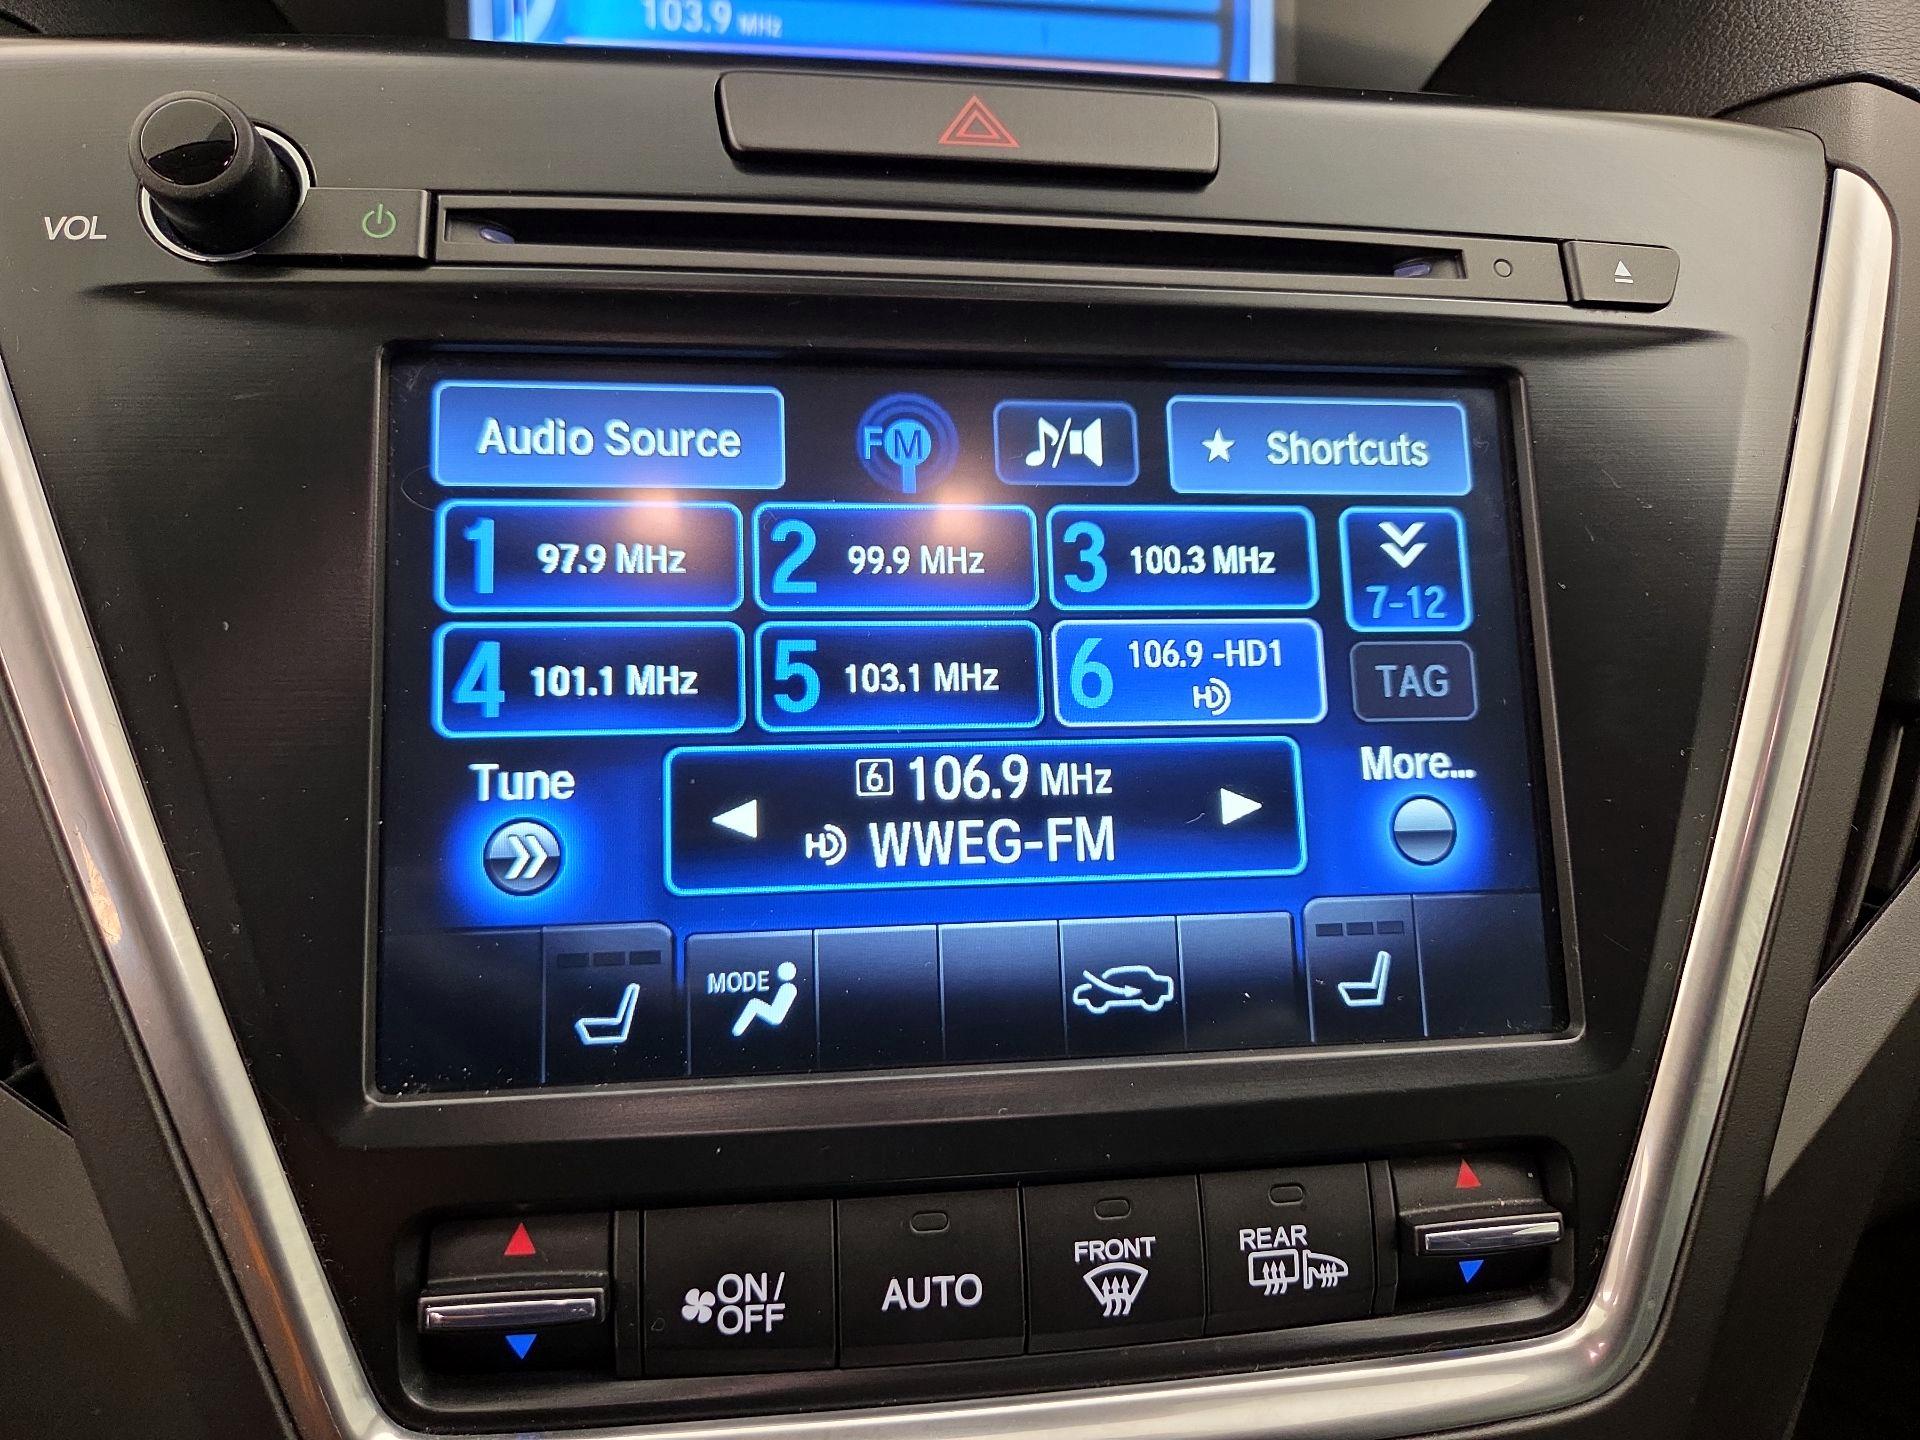 103.9 MHz
VOL
Audio Source
FM
Shortcuts
1 97.9 MHz
2 99.9 MHz
3 100.3 MHz
7-12
4 101.1 MHz
5 103.1 MHz
6 106.9 -HD1
HD
TAG
Tune
6 106.9 MHz
HD WWEG-FM
More...
MODE
ON/
OFF
AUTO
FRONT
REAR